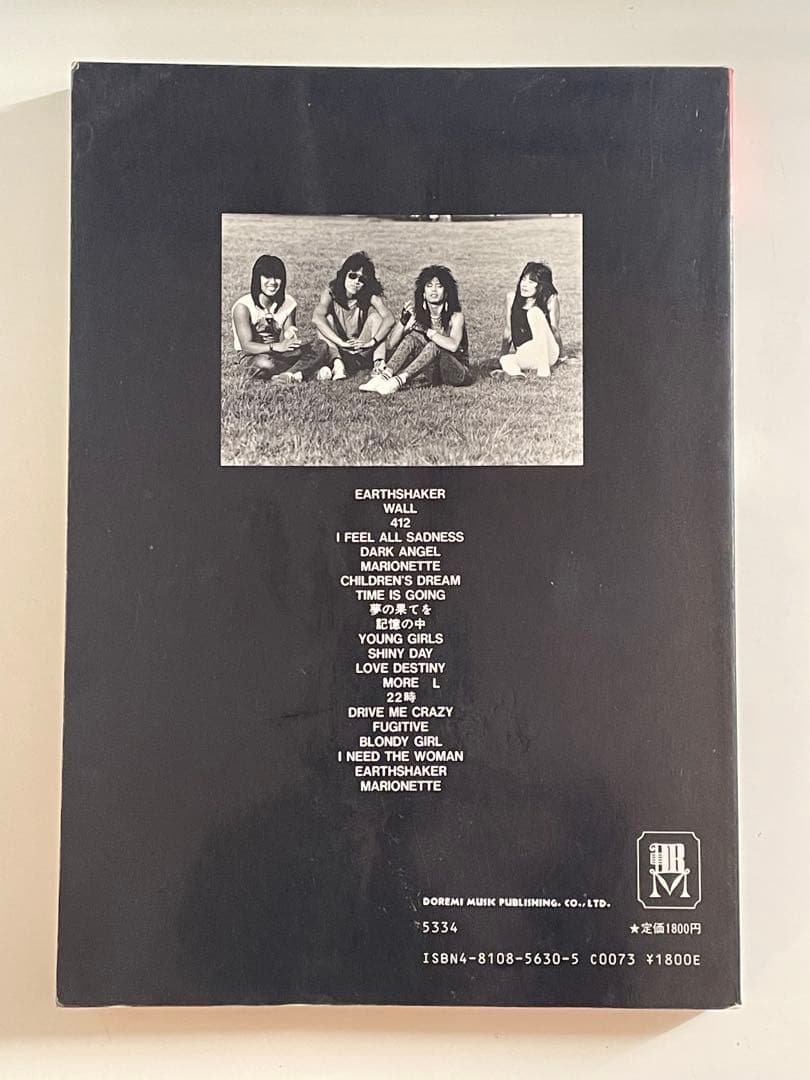 EARTHSHAKER
WALL
412
I FEEL ALL SADNESS
DARK ANGEL
MARIONETTE
CHILDREN'S DREAM
TIME IS GOING
夢の果てを
記憶の中
YOUNG GIRLS
SHINY DAY
LOVE DESTINY
MORE L
22時
DRIVE ME CRAZY
FUGITIVE
BLONDY GIRL
I NEED THE WOMAN
EARTHSHAKER
MARIONETTE
DRM
DOREMI MUSIC PUBLISHING. CO., LTD.
5334 ★定価1800円
ISBN4-8108-5630-5 C0073 ¥1800E